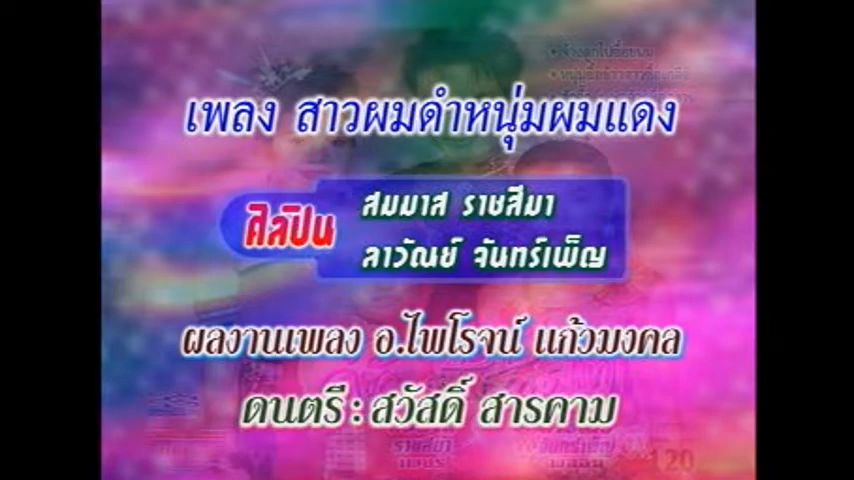 เพลง สาวผมดำหนุ่มผมแดง
ศิลปิน
สมมาส ราชสีมา
ลาวัณย์ จันทร์เพ็ญ
ผลงานเพลง อ.ไพโรจน์ แก้วมงคล
ดนตรี : สวัสดิ์ สารคาม